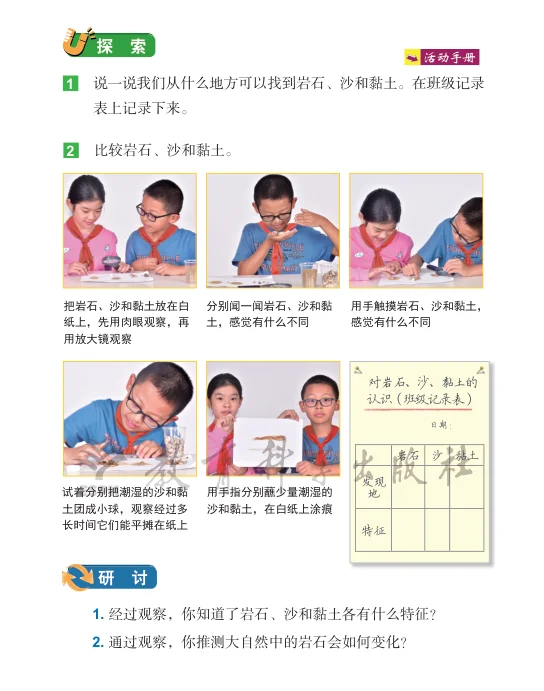 探 索
活动手册
1 说一说我们从什么地方可以找到岩石、沙和黏土。在班级记录
表上记录下来。
2 比较岩石、沙和黏土。
把岩石、沙和黏土放在白
纸上，先用肉眼观察，再
用放大镜观察
分别闻一闻岩石、沙和黏
土，感觉有什么不同
用手触摸岩石、沙和黏土，
感觉有什么不同
试着分别把潮湿的沙和黏
土团成小球，观察经过多
长时间它们能平摊在纸上
用手指分别蘸少量潮湿的
沙和黏土，在白纸上涂痕
对岩石、沙、黏土的
认识（班级记录表）
日期：
岩石 沙 黏土
发现
地
特征
教育科学出版社
研 讨
1. 经过观察，你知道了岩石、沙和黏土各有什么特征？
2. 通过观察，你推测大自然中的岩石会如何变化？